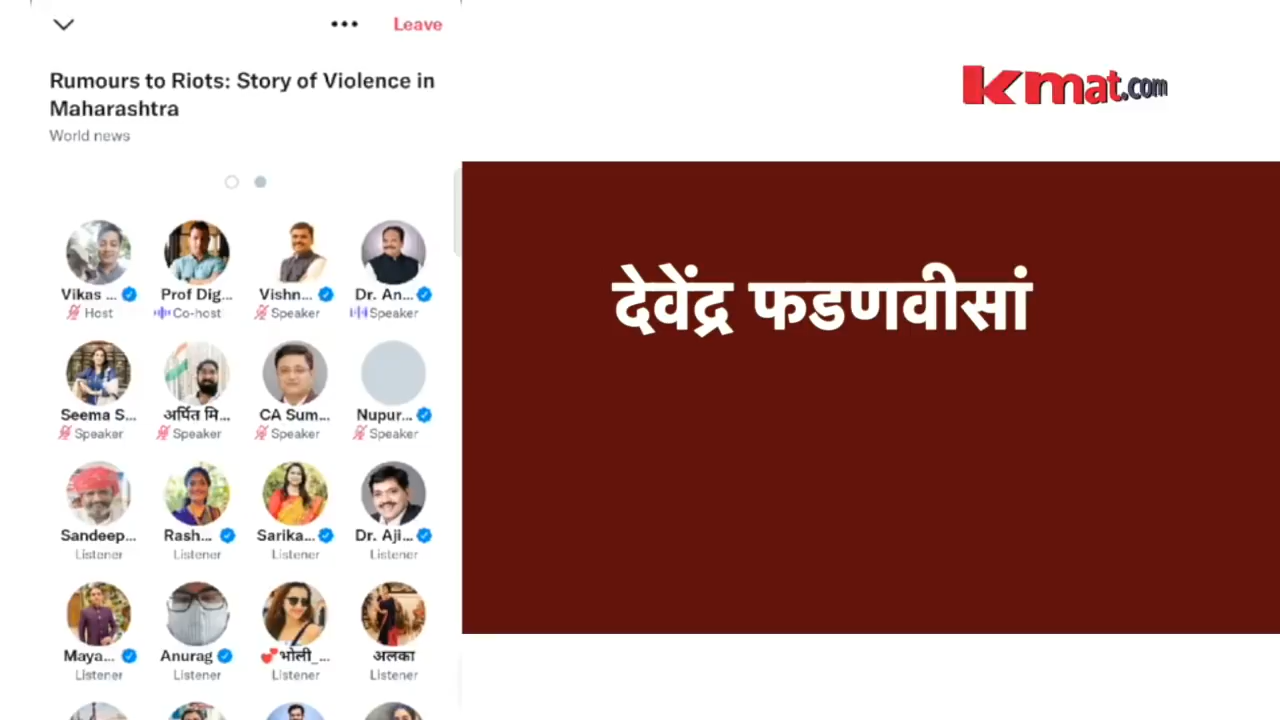 Leave
Rumours to Riots: Story of Violence in
Maharashtra
World news
kmat.com
देवेंद्र फडणवीसां
Vikas ... Prof Dig... Vishn... Dr. An...
Host Co-host Speaker Speaker
Seema S... अर्पित मि... CA Sum... Nupur...
Speaker Speaker Speaker Speaker
Sandeep... Rash... Sarika... Dr. Aji...
Listener Listener Listener Listener
Maya... Anurag भोली_... अलका
Listener Listener Listener Listener